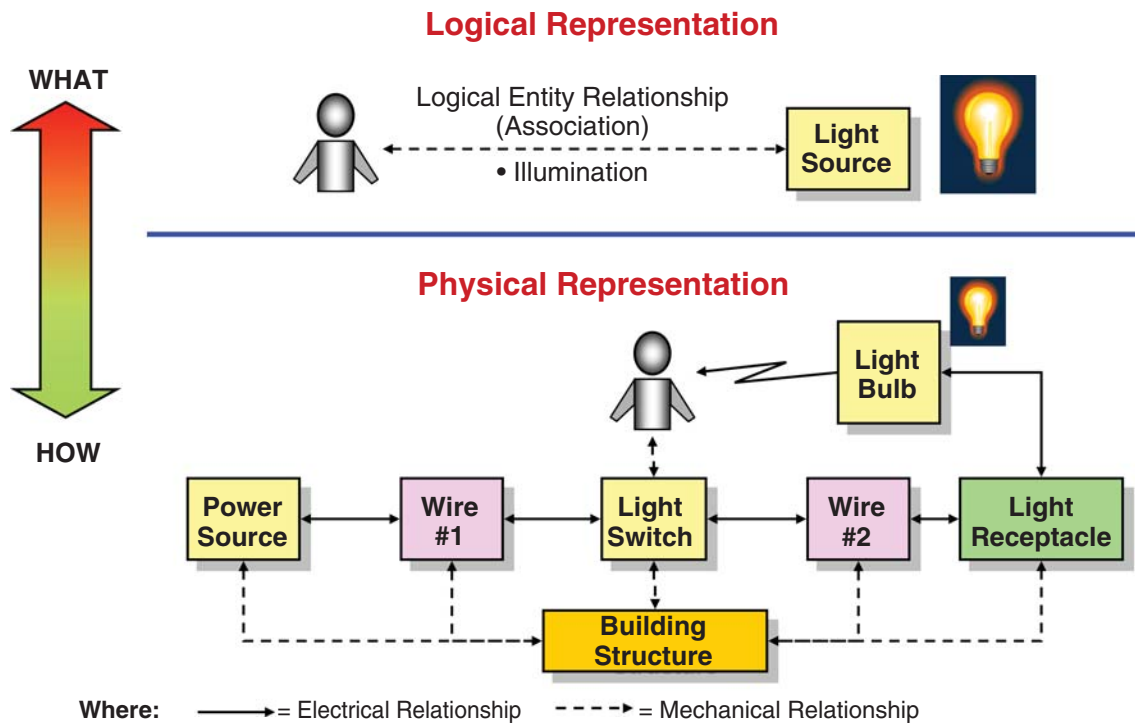 Logical Representation
WHAT
Logical Entity Relationship
(Association)
• Illumination
Light
Source
Physical Representation
Light
Bulb
HOW
Power
Source
Wire
#1
Light
Switch
Wire
#2
Light
Receptacle
Building
Structure
Where: = Electrical Relationship = Mechanical Relationship